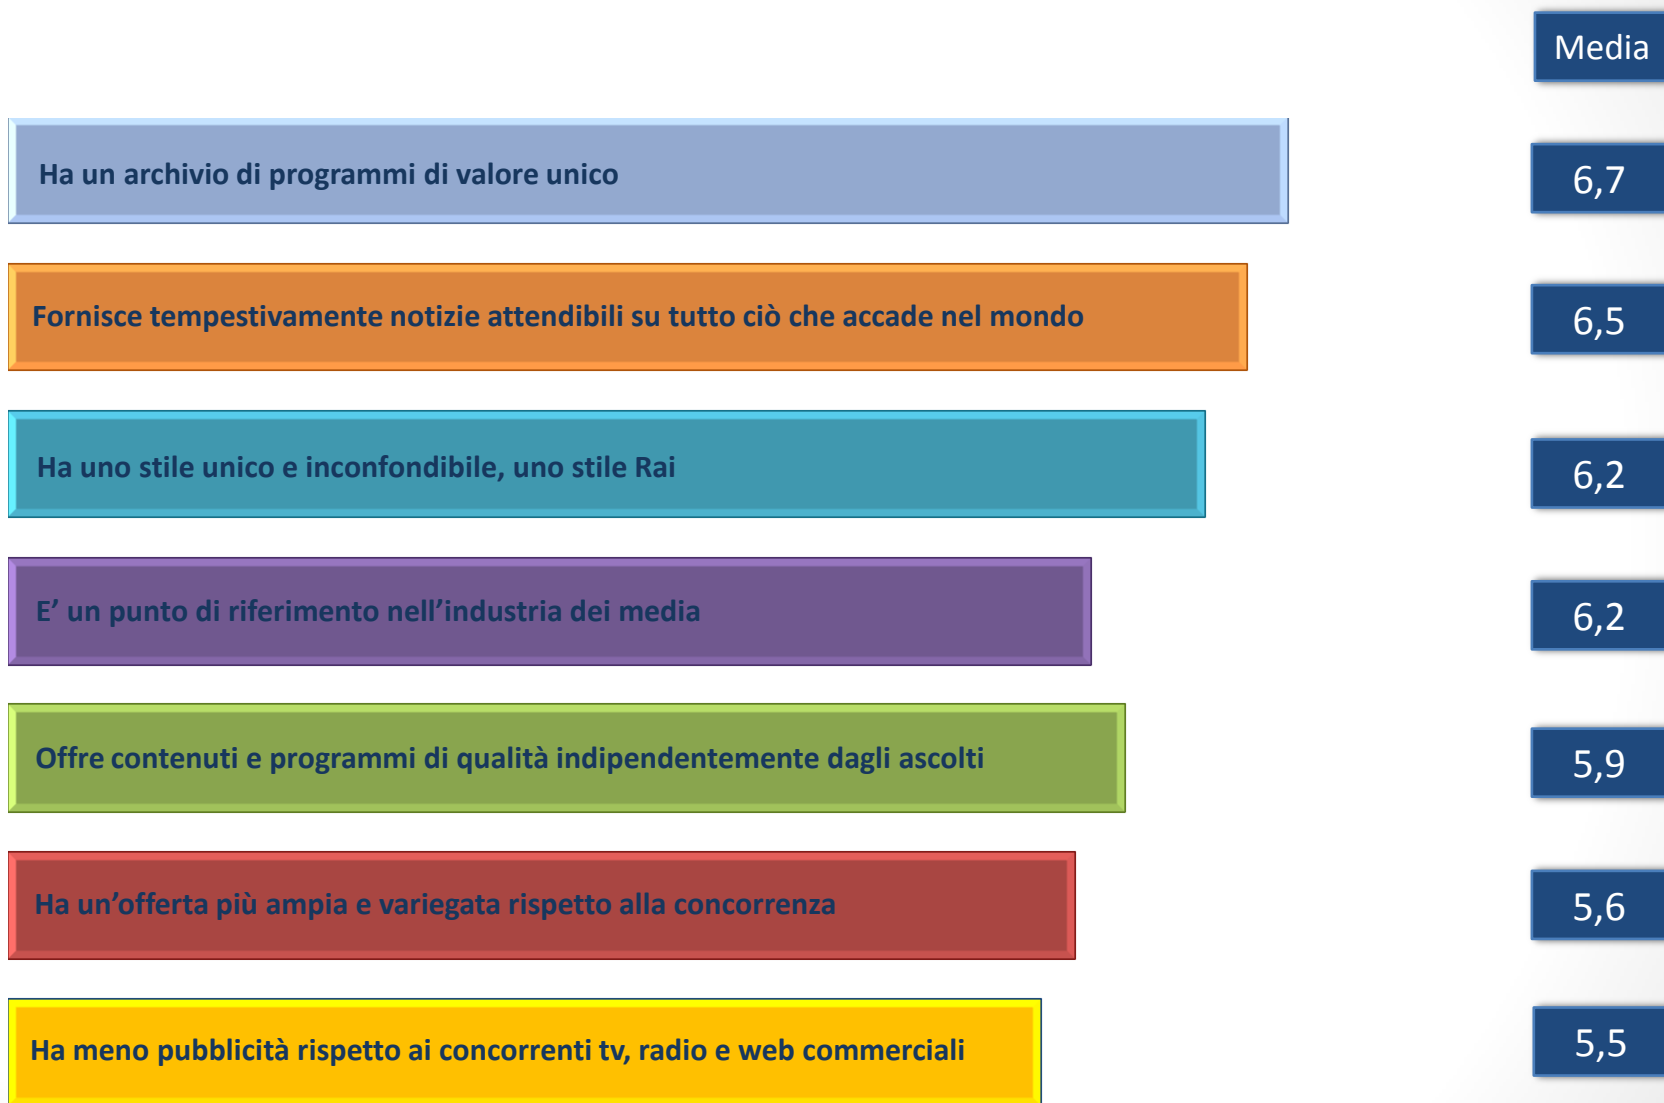 Media
Ha un archivio di programmi di valore unico
6,7
Fornisce tempestivamente notizie attendibili su tutto ciò che accade nel mondo
6,5
Ha uno stile unico e inconfondibile, uno stile Rai
6,2
E’ un punto di riferimento nell’industria dei media
6,2
Offre contenuti e programmi di qualità indipendentemente dagli ascolti
5,9
Ha un’offerta più ampia e variegata rispetto alla concorrenza
5,6
Ha meno pubblicità rispetto ai concorrenti tv, radio e web commerciali
5,5